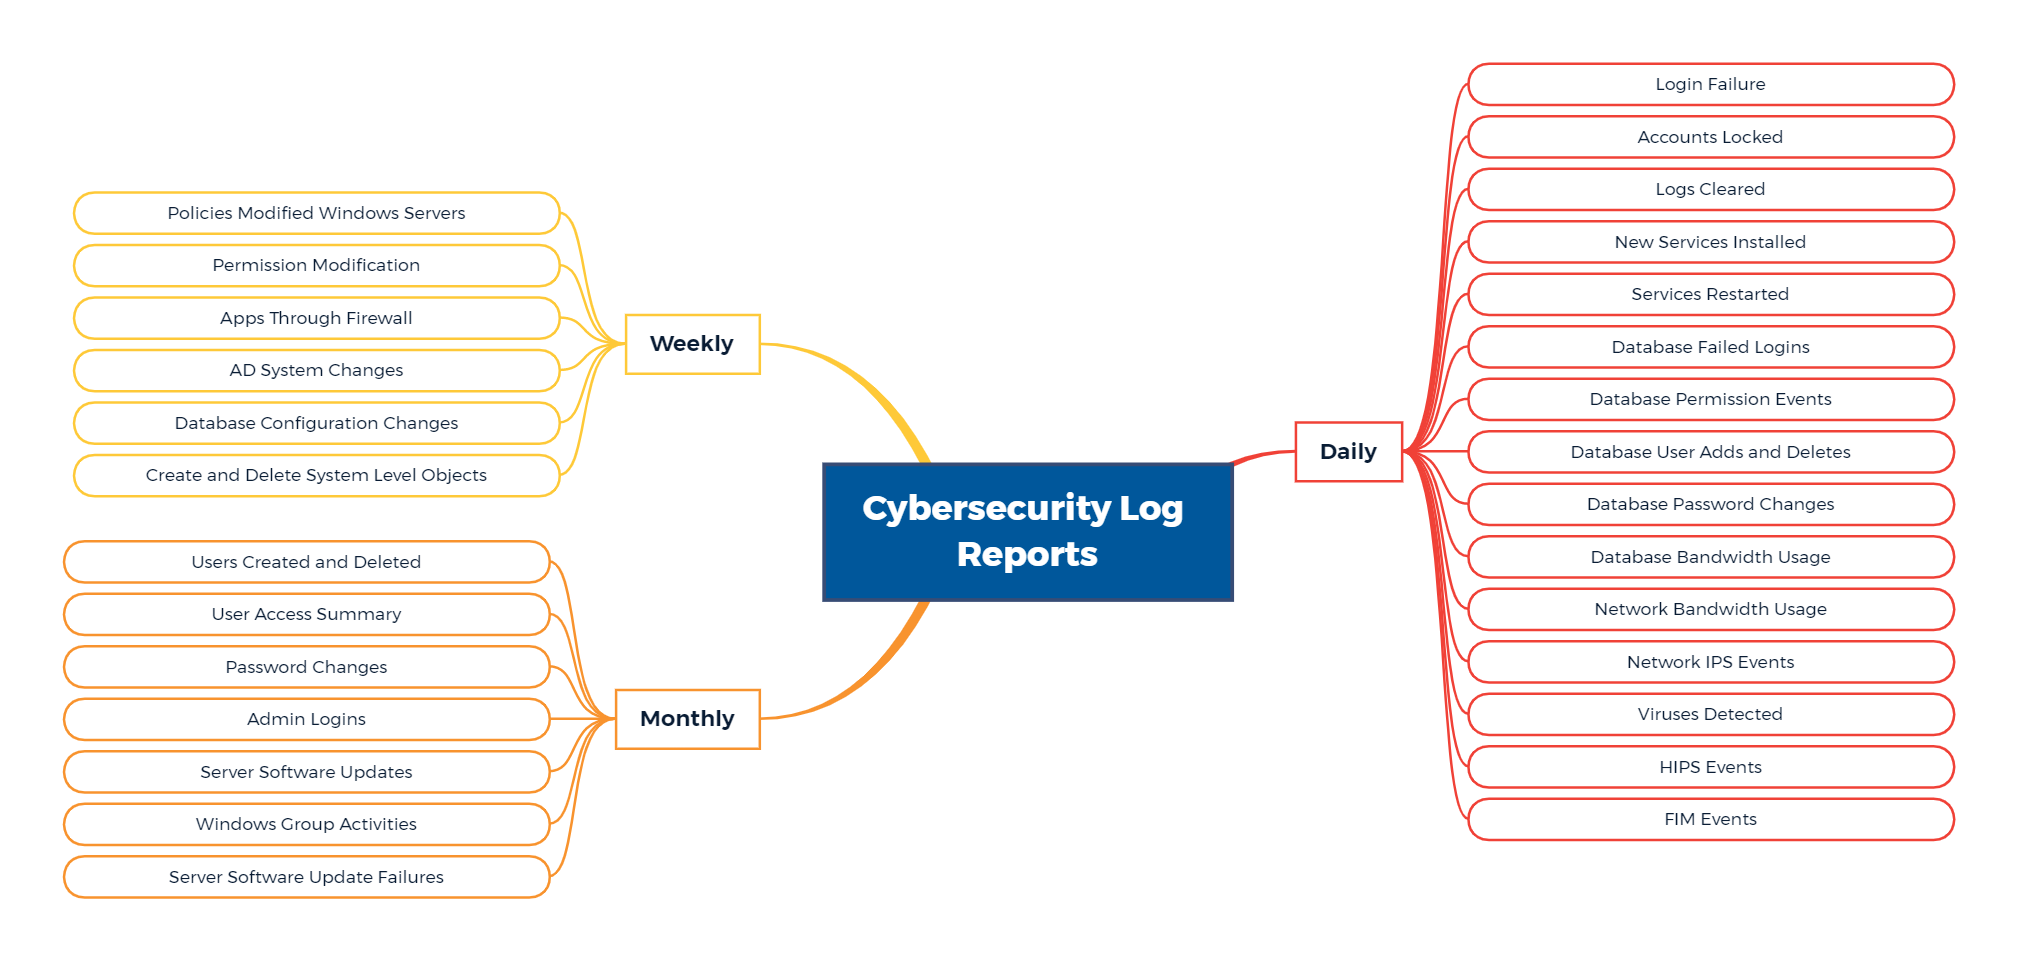 Cybersecurity Log
Reports
Daily
Login Failure
Accounts Locked
Logs Cleared
New Services Installed
Services Restarted
Database Failed Logins
Database Permission Events
Database User Adds and Deletes
Database Password Changes
Database Bandwidth Usage
Network Bandwidth Usage
Network IPS Events
Viruses Detected
HIPS Events
FIM Events
Weekly
Policies Modified Windows Servers
Permission Modification
Apps Through Firewall
AD System Changes
Database Configuration Changes
Create and Delete System Level Objects
Monthly
Users Created and Deleted
User Access Summary
Password Changes
Admin Logins
Server Software Updates
Windows Group Activities
Server Software Update Failures